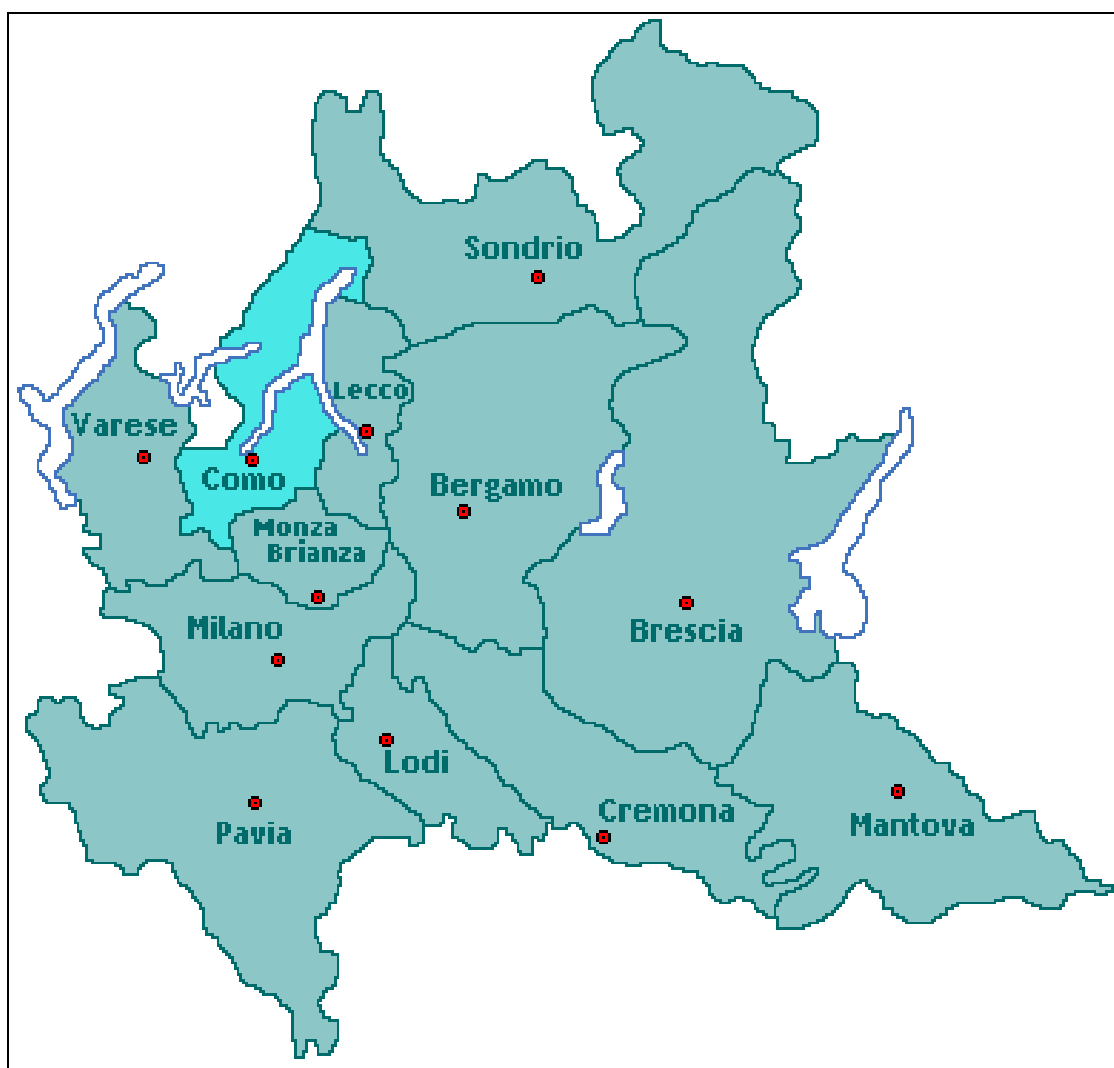 Sondrio
Lecco
Varese
Como
Bergamo
Monza
Brianza
Milano
Brescia
Lodi
Cremona
Pavia
Mantova